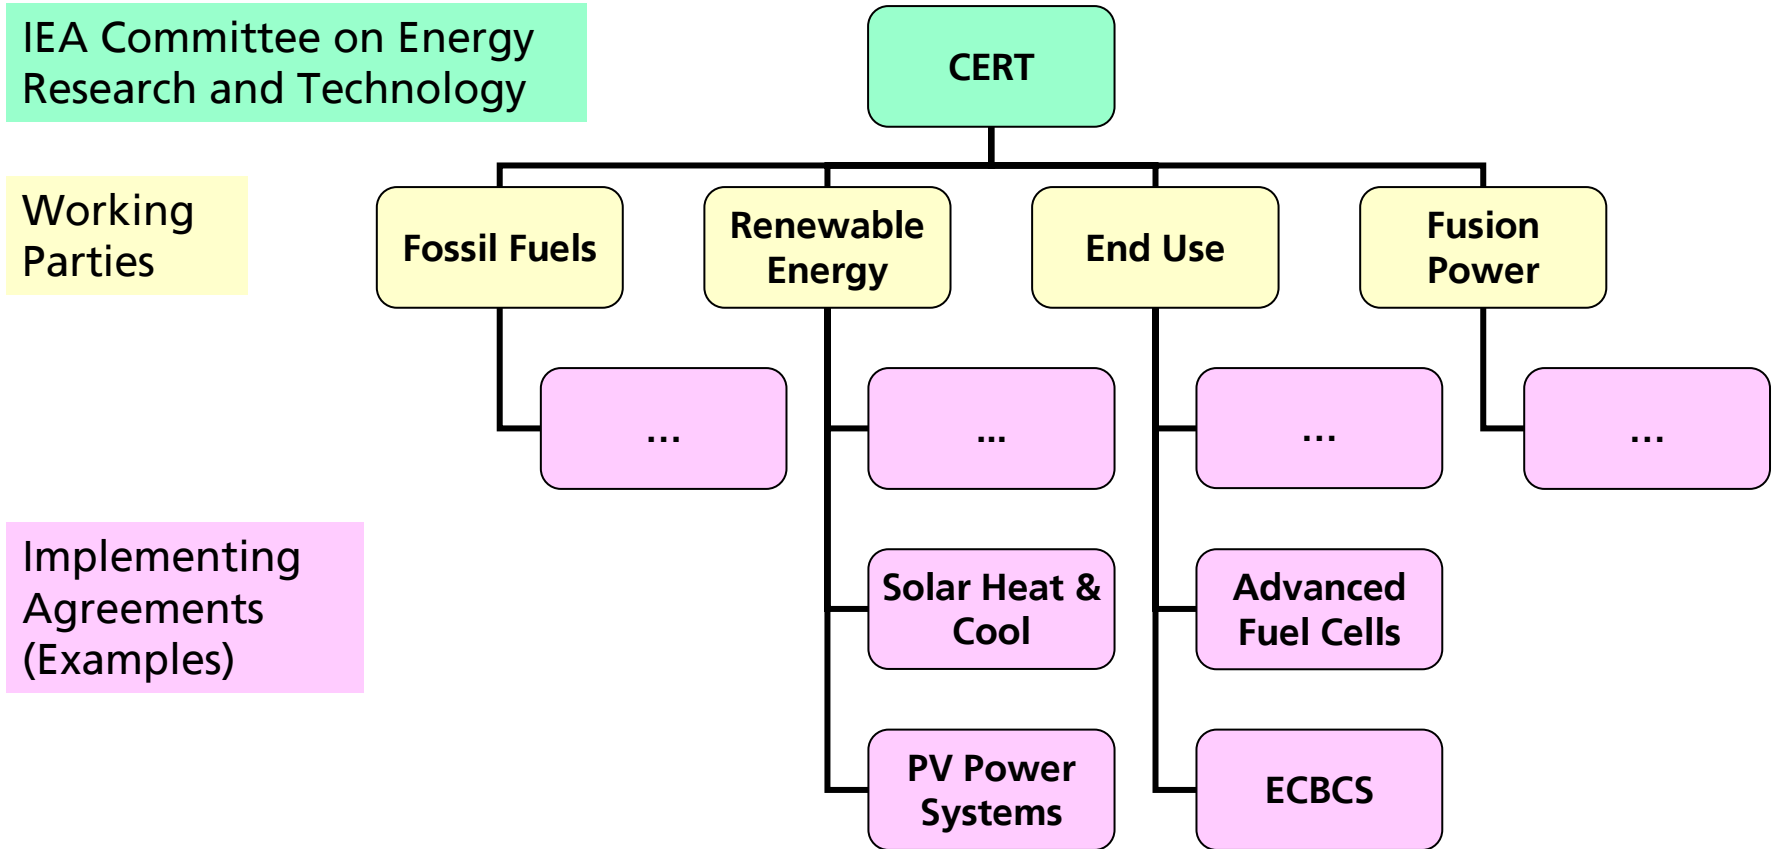 IEA Committee on Energy
Research and Technology
CERT
Working
Parties
Fossil Fuels
Renewable
Energy
End Use
Fusion
Power
...
...
...
...
Implementing
Agreements
(Examples)
Solar Heat &
Cool
Advanced
Fuel Cells
PV Power
Systems
ECBCS